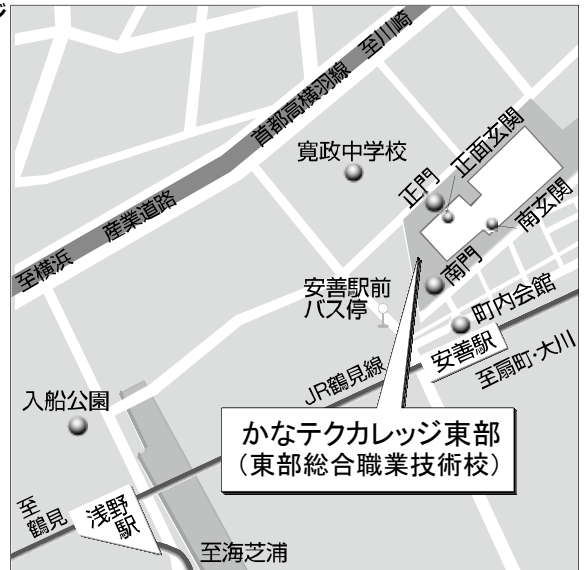 ジ
首都高横羽線 至川崎
寛政中学校
正門
正面玄関
南玄関
産業道路
至横浜
南門
安善駅前
バス停
町内会館
安善駅
至扇町・大川
JR鶴見線
入船公園
かなテクカレッジ東部
(東部総合職業技術校)
至
鶴見
浅野
駅
至海芝浦